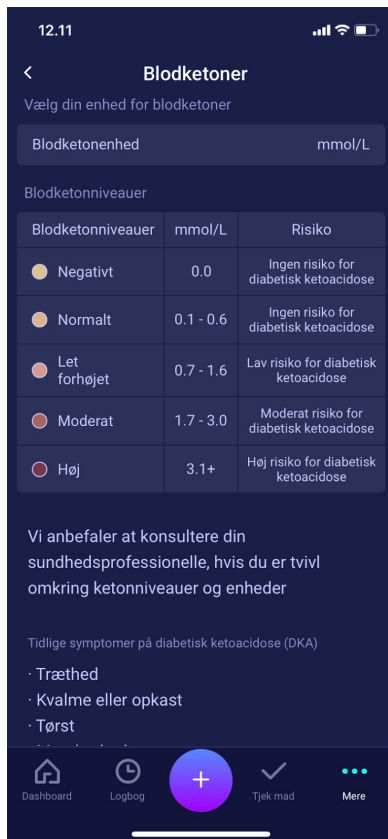 12.11
Blodketoner
Vælg din enhed for blodketoner
Blodketonenhed mmol/L
Blodketonniveauer
Blodketonniveauer mmol/L Risiko
Negativt 0.0 Ingen risiko for
diabetisk ketoacidose
Normalt 0.1 - 0.6 Ingen risiko for
diabetisk ketoacidose
Let
forhøjet 0.7 - 1.6 Lav risiko for diabetisk
ketoacidose
Moderat 1.7 - 3.0 Moderat risiko for
diabetisk ketoacidose
Høj 3.1+ Høj risiko for diabetisk
ketoacidose
Vi anbefaler at konsultere din
sundhedsprofessionelle, hvis du er tvivl
omkring ketonniveauer og enheder
Tidlige symptomer på diabetisk ketoacidose (DKA)
· Træthed
· Kvalme eller opkast
· Tørst
Dashboard Logbog + Tjek mad Mere